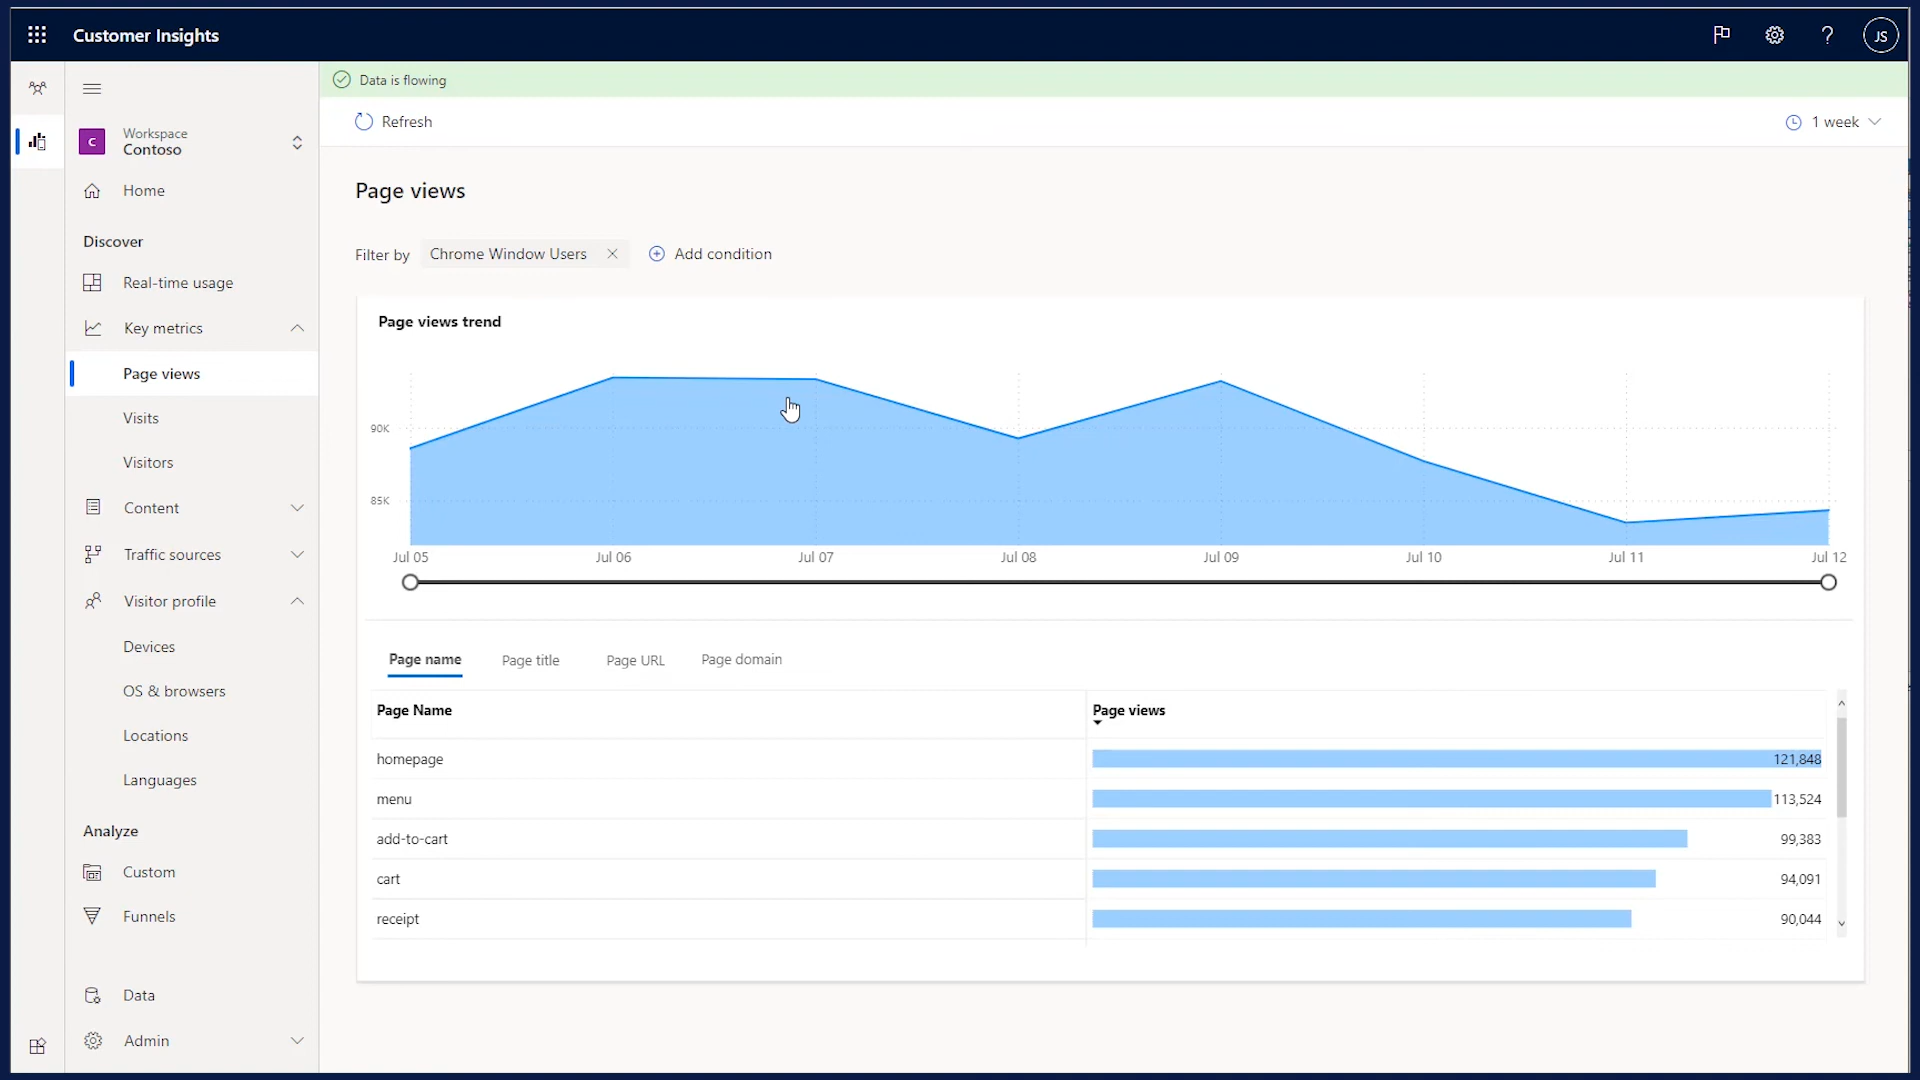 Customer Insights
JS
Data is flowing
Workspace
C
Contoso
Refresh
1 week
Home
Page views
Discover
Filter by
Chrome Window Users
Add condition
Real-time usage
Key metrics
Page views trend
Page views
Visits
90K
Visitors
85K
Content
Traffic sources
Jul 05
Jul 06
Jul 07
Jul 08
Jul 09
Jul 10
Jul 11
Jul 12
Visitor profile
Devices
Page name
Page title
Page URL
Page domain
OS & browsers
Page Name
Page views
Locations
homepage
121,848
Languages
menu
113,524
Analyze
add-to-cart
99,383
Custom
cart
94,091
Funnels
receipt
90,044
Data
Admin